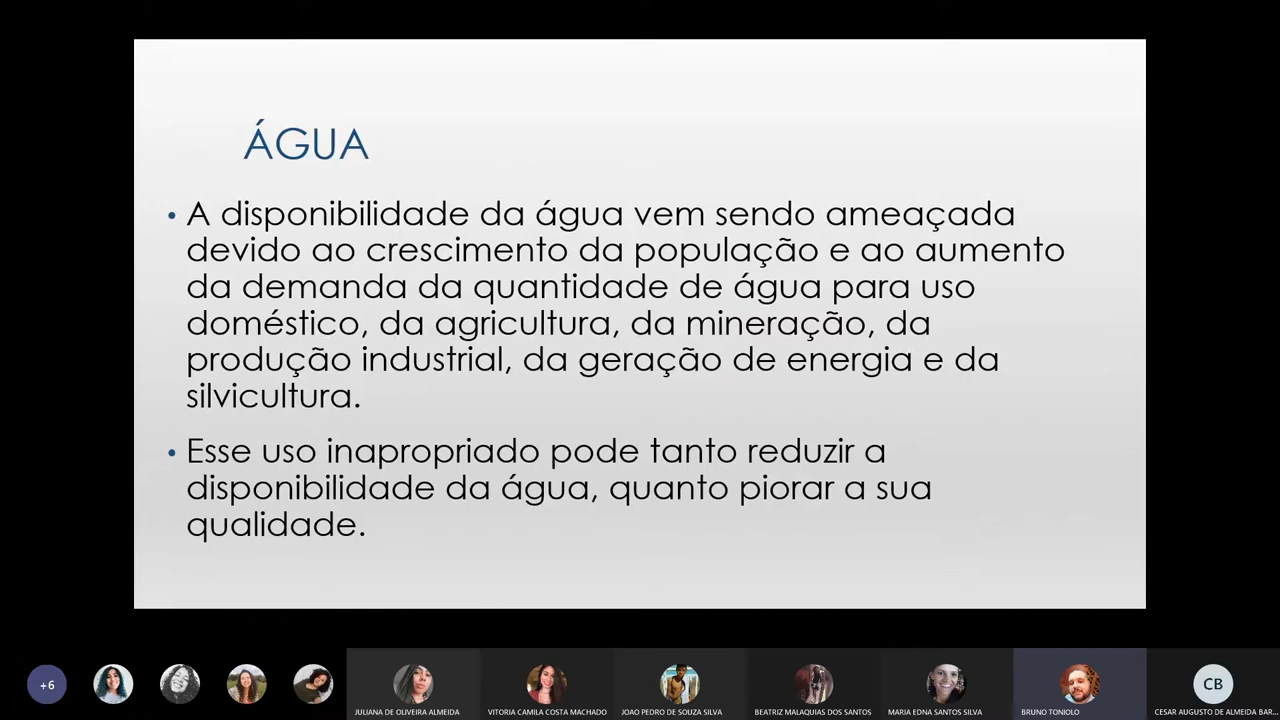 ÁGUA
• A disponibilidade da água vem sendo ameaçada
devido ao crescimento da população e ao aumento
da demanda da quantidade de água para uso
doméstico, da agricultura, da mineração, da
produção industrial, da geração de energia e da
silvicultura.
• Esse uso inapropriado pode tanto reduzir a
disponibilidade da água, quanto piorar a sua
qualidade.
+6
CB
JULIANA DE OLIVEIRA ALMEIDA
VITORIA CAMILA COSTA MACHADO
JOAO PEDRO DE SOUZA SILVA
BEATRIZ MALAQUIAS DOS SANTOS
MARIA EDNA SANTOS SILVA
BRUNO TONIOLO
CESAR AUGUSTO DE ALMEIDA BAR...